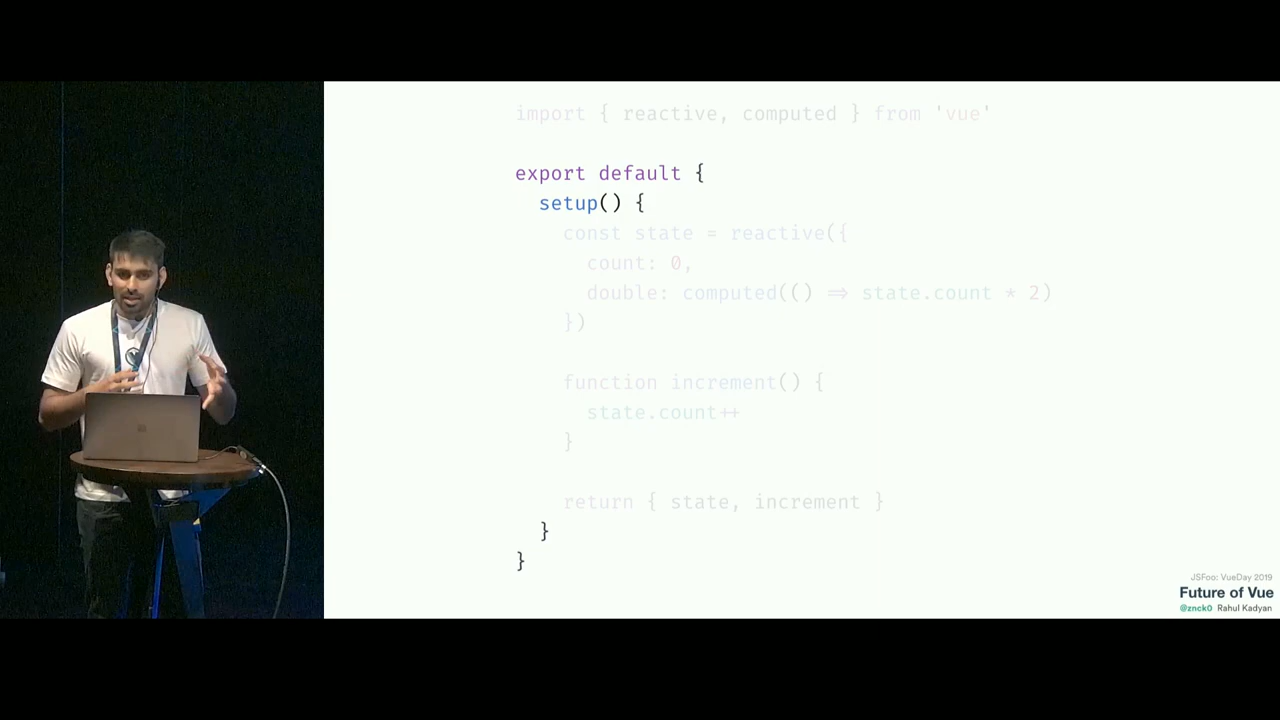 import { reactive, computed } from 'vue'
export default {
setup() {
const state = reactive({
count: 0,
double: computed(() => state.count * 2)
})
function increment() {
state.count++
}
return { state, increment }
}
}
JSFoo: VueDay 2019
Future of Vue
@znck0 Rahul Kadyan